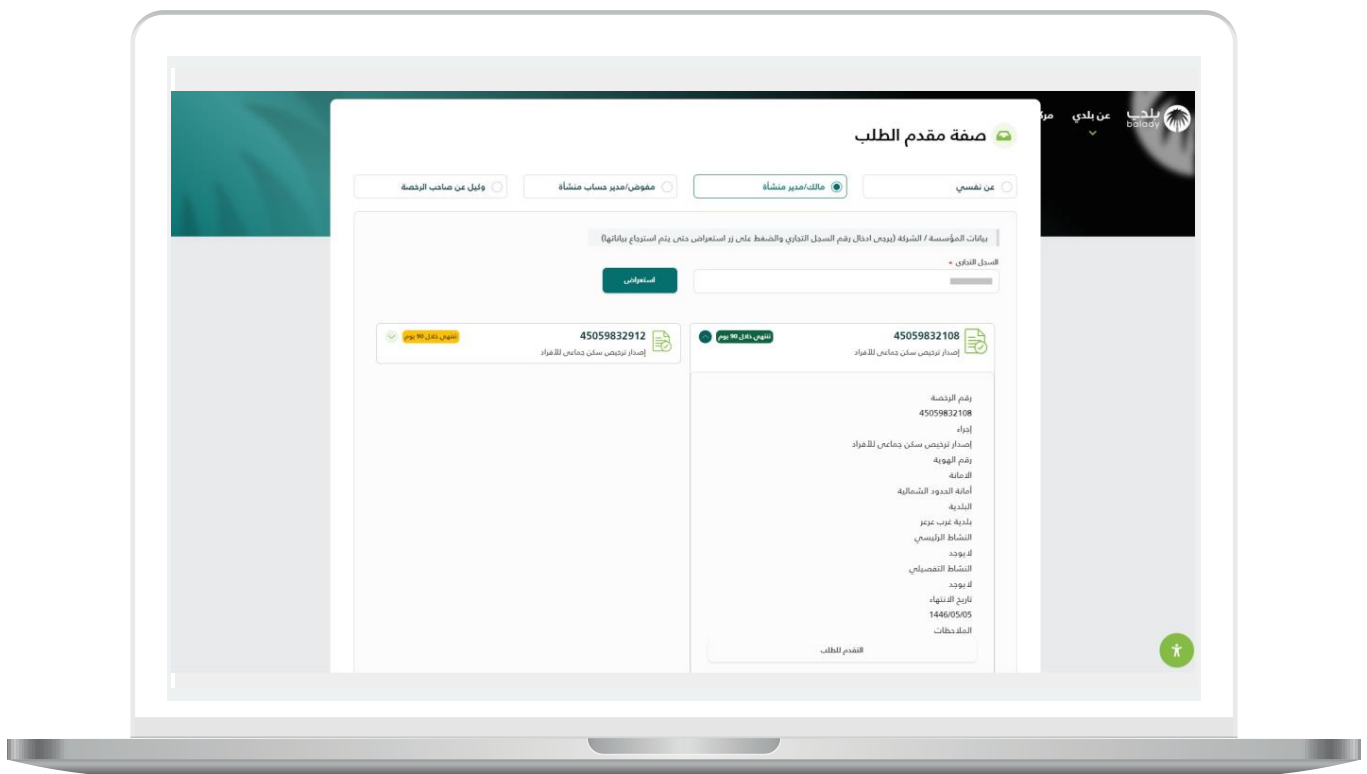 بلدي
balady
عن بلدي
صفة مقدم الطلب
عن نفسي
مالك/مدير منشأة
مفوض/مدير حساب منشأة
وكيل عن صاحب الرخصة
بيانات المؤسسة / الشركة (يرجى ادخال رقم السجل التجاري والضغط على زر استعراض حتى يتم استرجاع بياناتها)
السجل التجاري *
استعراض
45059832108
تنتهي خلال 90 يوم
إصدار ترخيص سكن جماعي للأفراد
45059832912
تنتهي خلال 90 يوم
إصدار ترخيص سكن جماعي للأفراد
رقم الرخصة
45059832108
إجراء
إصدار ترخيص سكن جماعي للأفراد
رقم الهوية
الامانة
أمانة الحدود الشمالية
البلدية
بلدية غرب عرعر
النشاط الرئيسي
لا يوجد
النشاط التفصيلي
لا يوجد
تاريخ الانتهاء
1446/05/05
الملاحظات
التقدم للطلب